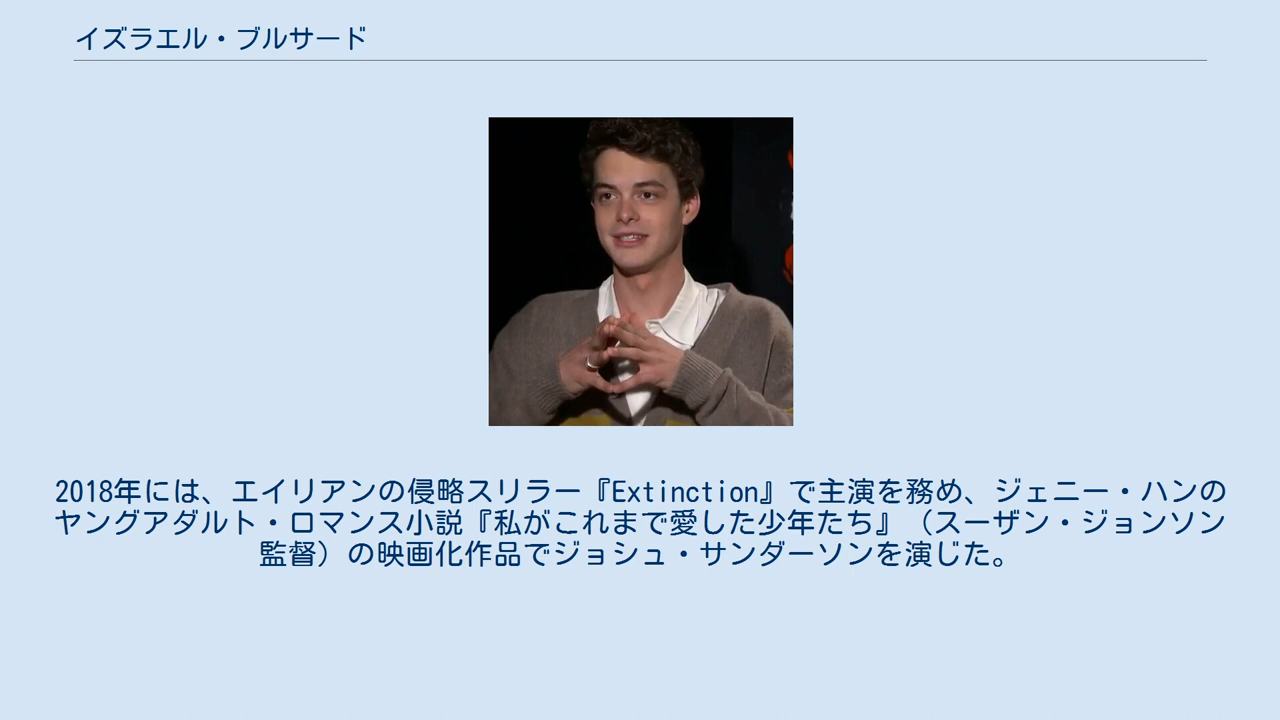 イズラエル・ブルサード
2018年には、エイリアンの侵略スリラー『Extinction』で主演を務め、ジェニー・ハンの
ヤングアダルト・ロマンス小説『私がこれまで愛した少年たち』（スーザン・ジョンソン
監督）の映画化作品でジョシュ・サンダーソンを演じた。